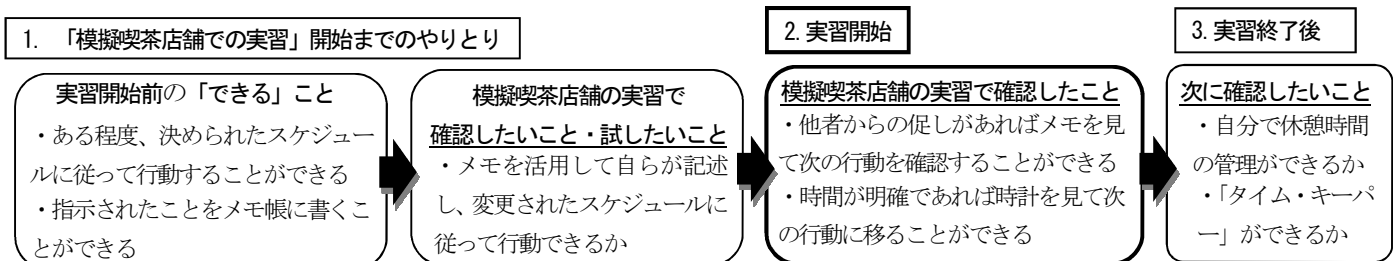 1. 「模擬喫茶店舗での実習」開始までのやりとり
2. 実習開始
3. 実習終了後
実習開始前の「できる」こと
・ある程度、決められたスケジュー
ルに従って行動することができる
・指示されたことをメモ帳に書くこ
とができる
模擬喫茶店舗の実習で
確認したいこと・試したいこと
・メモを活用して自らが記述
し、変更されたスケジュールに
従って行動できるか
模擬喫茶店舗の実習で確認したこと
・他者からの促しがあればメモを見
て次の行動を確認することができる
・時間が明確であれば時計を見て次
の行動に移ることができる
次に確認したいこと
・自分で休憩時間
の管理ができるか
・「タイム・キーパ
ー」ができるか